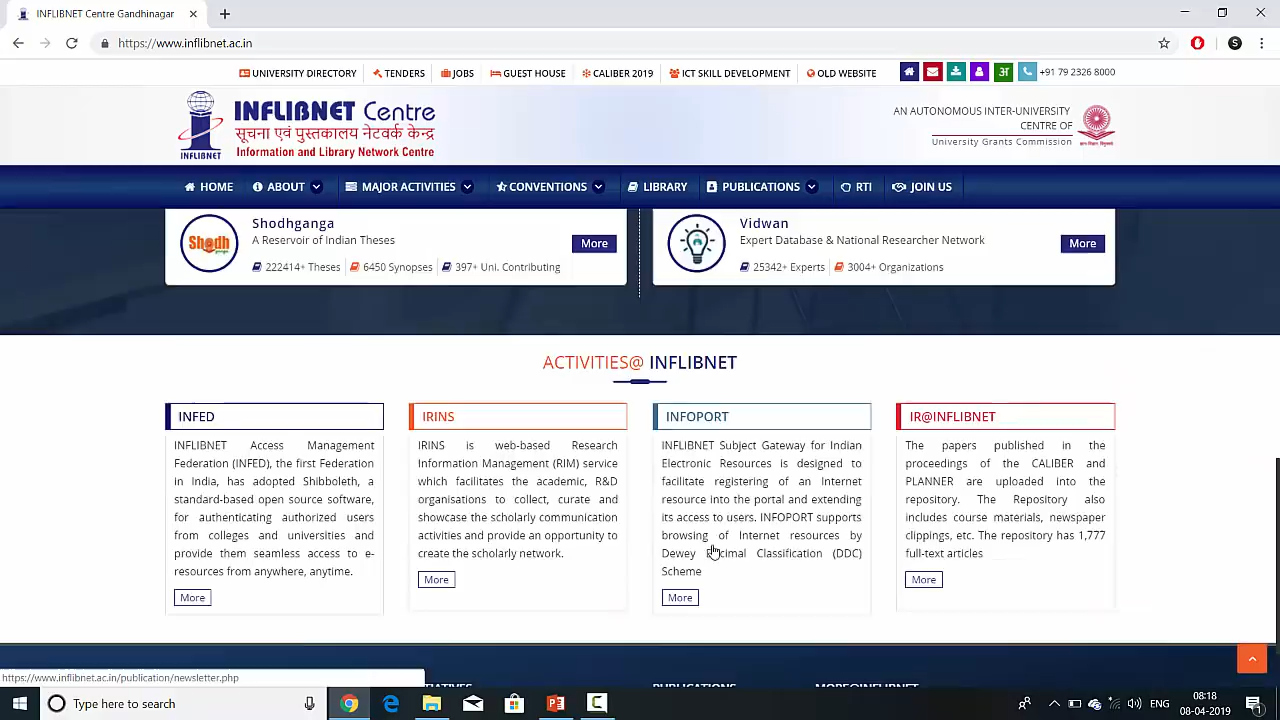 INFLIBNET Centre Gandhinagar
https://www.inflibnet.ac.in
S
UNIVERSITY DIRECTORY TENDERS JOBS GUEST HOUSE CALIBER 2019 ICT SKILL DEVELOPMENT OLD WEBSITE अ +91 79 2326 8000
INFLIBNET Centre
सूचना एवं पुस्तकालय नेटवर्क केन्द्र
Information and Library Network Centre
INFLIBNET
AN AUTONOMOUS INTER-UNIVERSITY
CENTRE OF
University Grants Commission
HOME ABOUT MAJOR ACTIVITIES CONVENTIONS LIBRARY PUBLICATIONS RTI JOIN US
Shodhganga
A Reservoir of Indian Theses
More
222414+ Theses 6450 Synopses 397+ Uni. Contributing
Vidwan
Expert Database & National Researcher Network
More
25342+ Experts 3004+ Organizations
ACTIVITIES@ INFLIBNET
INFED
INFLIBNET Access Management
Federation (INFED), the first Federation
in India, has adopted Shibboleth, a
standard-based open source software,
for authenticating authorized users
from colleges and universities and
provide them seamless access to e-
resources from anywhere, anytime.
More
IRINS
IRINS is web-based Research
Information Management (RIM) service
which facilitates the academic, R&D
organisations to collect, curate and
showcase the scholarly communication
activities and provide an opportunity to
create the scholarly network.
More
INFOPORT
INFLIBNET Subject Gateway for Indian
Electronic Resources is designed to
facilitate registering of an Internet
resource into the portal and extending
its access to users. INFOPORT supports
browsing of Internet resources by
Dewey Classification (DDC)
Scheme
More
IR@INFLIBNET
The papers published in the
proceedings of the CALIBER and
PLANNER are uploaded into the
repository. The Repository also
includes course materials, newspaper
clippings, etc. The repository has 1,777
full-text articles
More
https://www.inflibnet.ac.in/publication/newsletter.php
Type here to search
08:18
ENG
08-04-2019
1